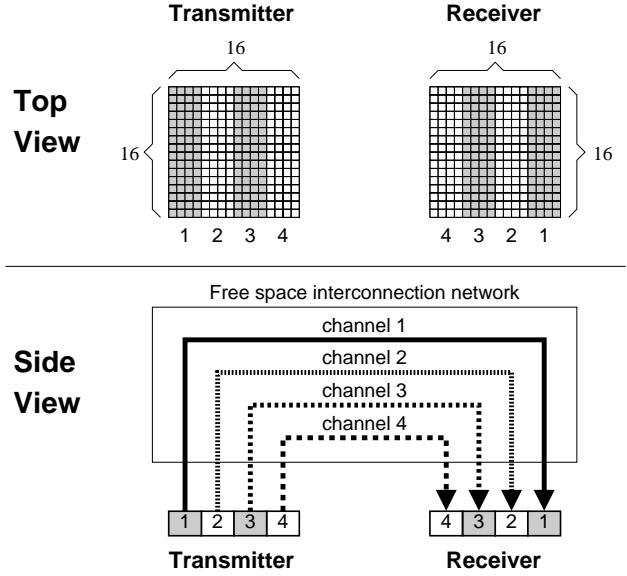 Transmitter Receiver
16 16
Top
View
16 16
1 2 3 4 4 3 2 1
Free space interconnection network
channel 1
Side
View
channel 2
channel 3
channel 4
1 2 3 4 4 3 2 1
Transmitter Receiver